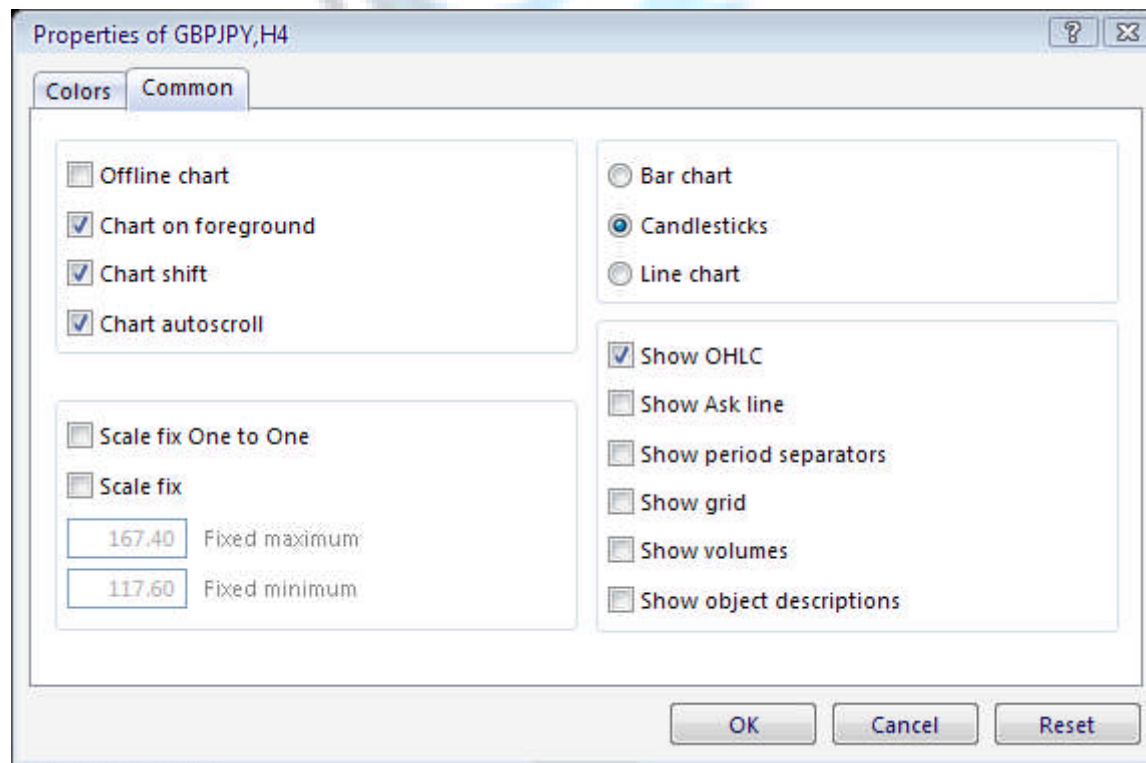 Properties of GBPJPY,H4
Colors
Common
Offline chart
Chart on foreground
Chart shift
Chart autoscroll
Scale fix One to One
Scale fix
167.40 Fixed maximum
117.60 Fixed minimum
Bar chart
Candlesticks
Line chart
Show OHLC
Show Ask line
Show period separators
Show grid
Show volumes
Show object descriptions
OK
Cancel
Reset